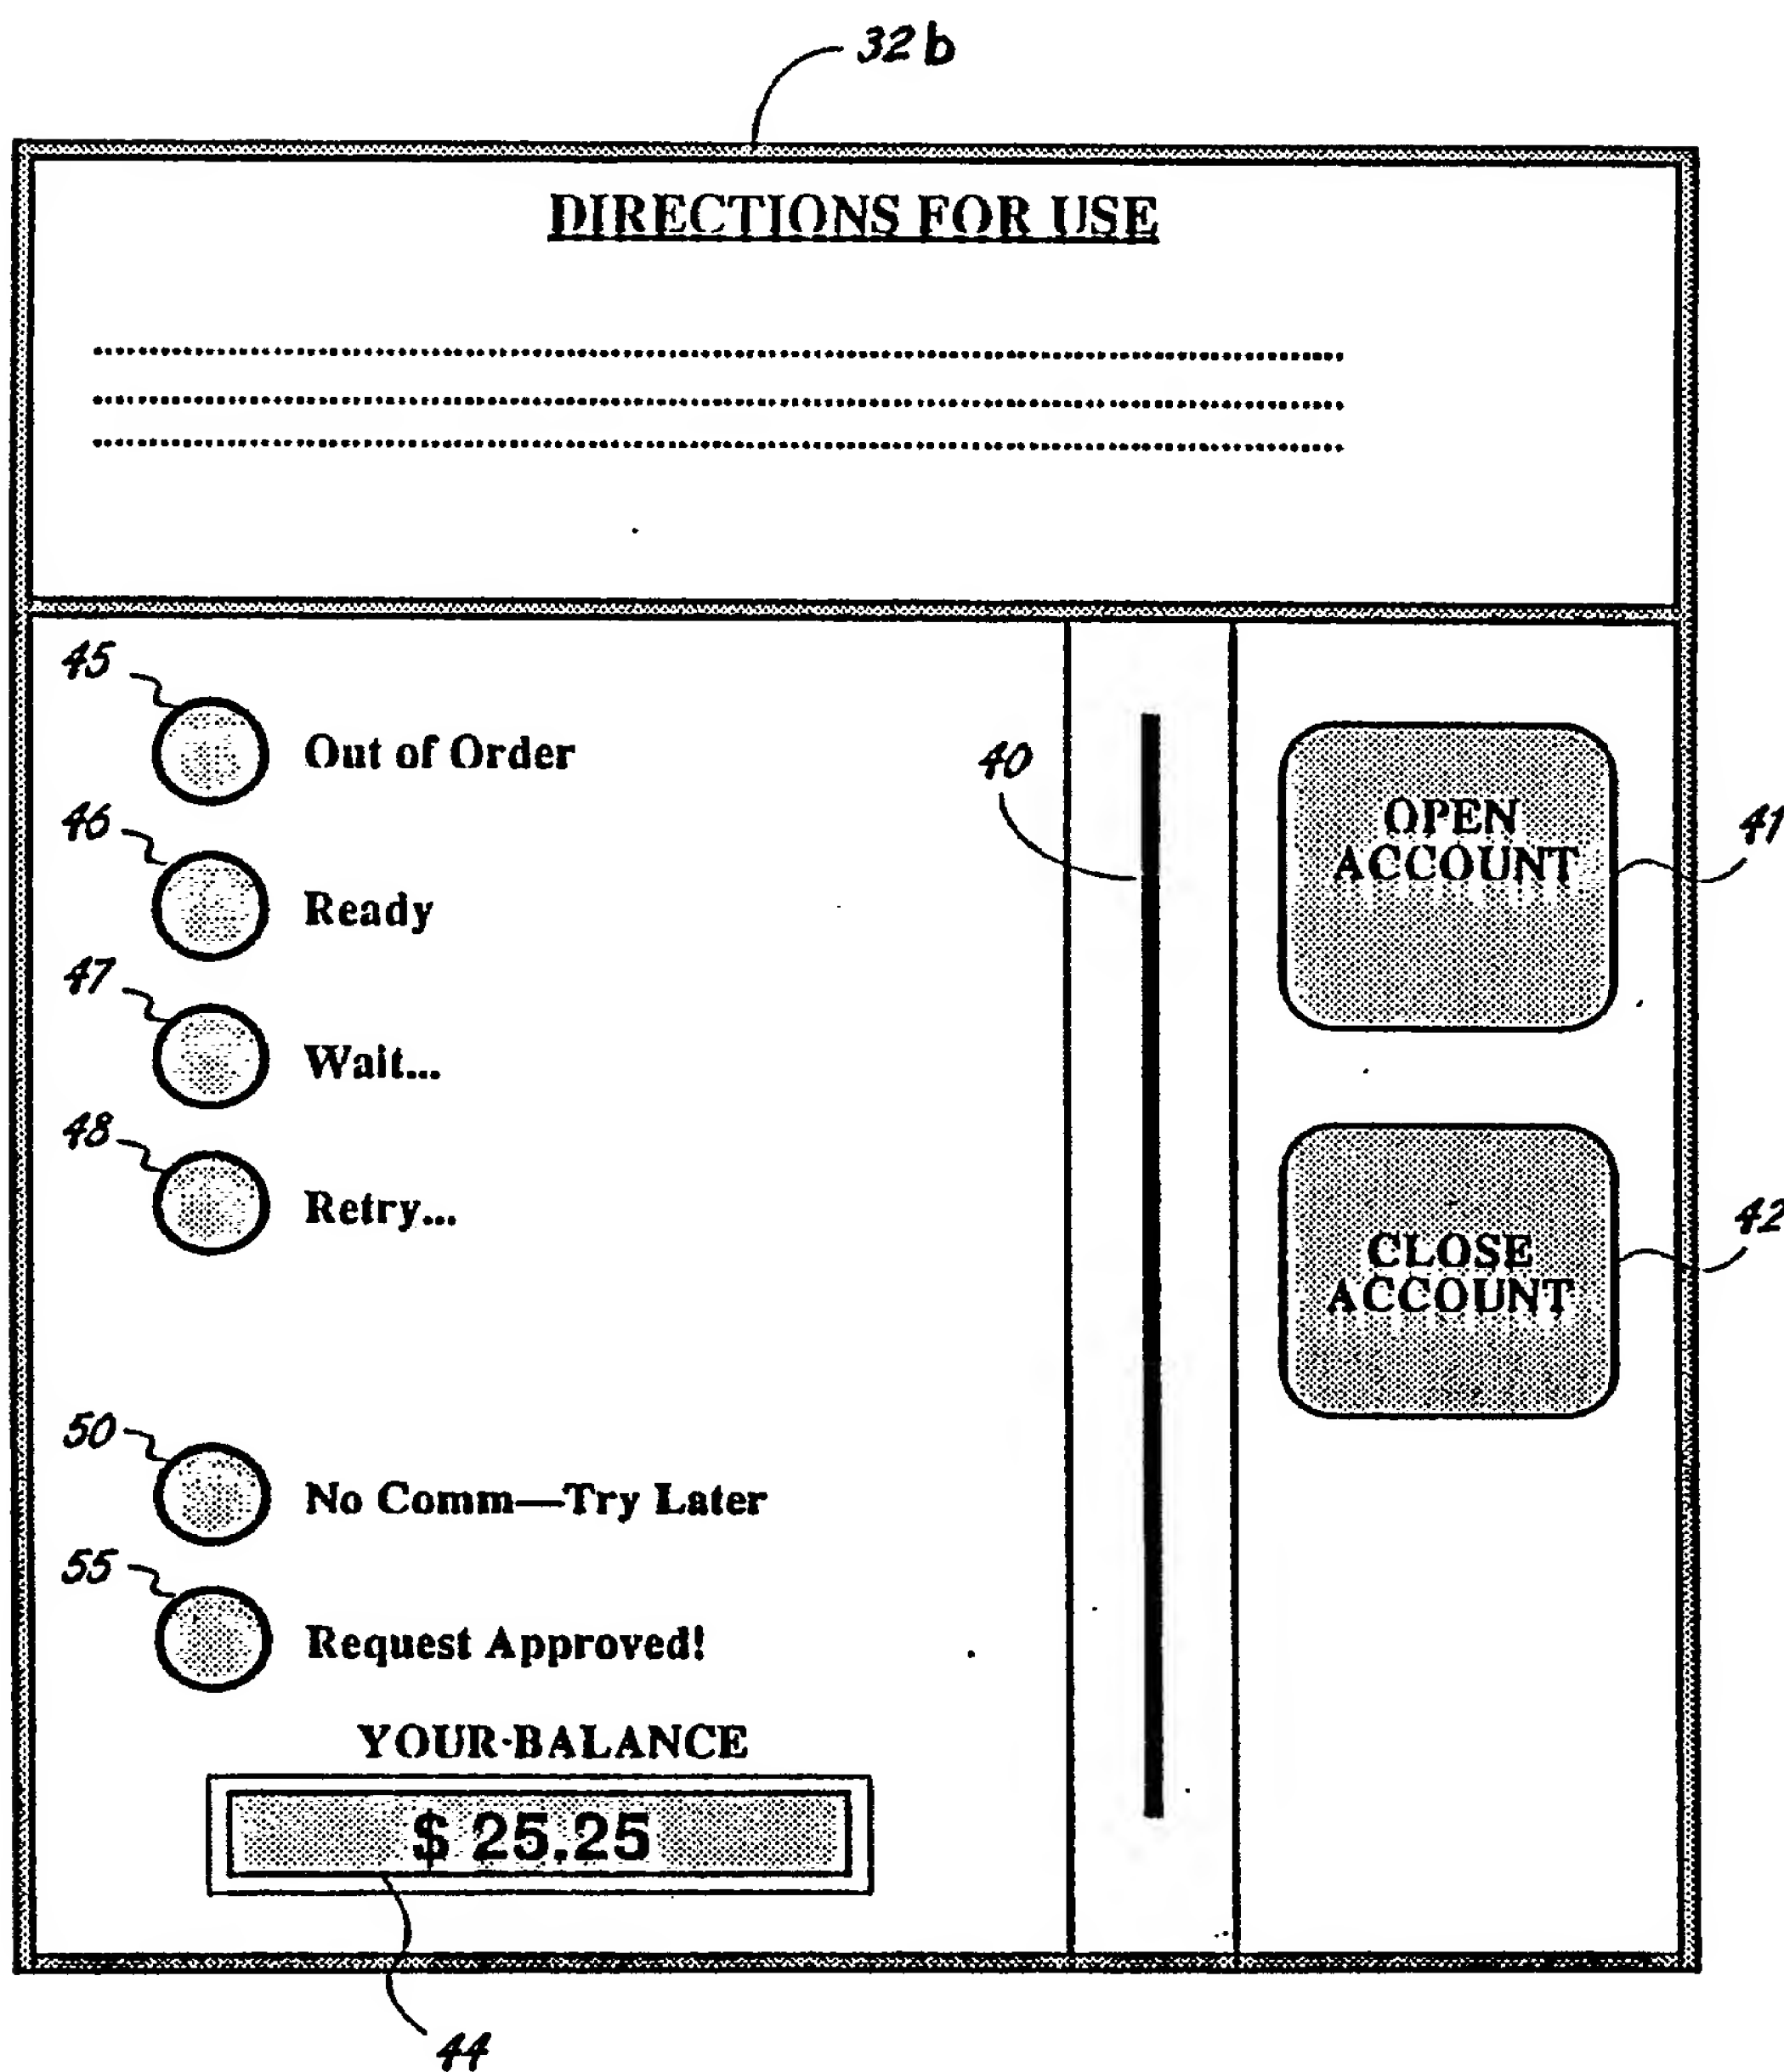 32b
DIRECTIONS FOR USE
45
Out of Order
46
Ready
47
Wait...
48
Retry...
50
No Comm—Try Later
55
Request Approved!
YOUR·BALANCE
$ 25.25
44
40
OPEN
ACCOUNT
41
CLOSE
ACCOUNT
42